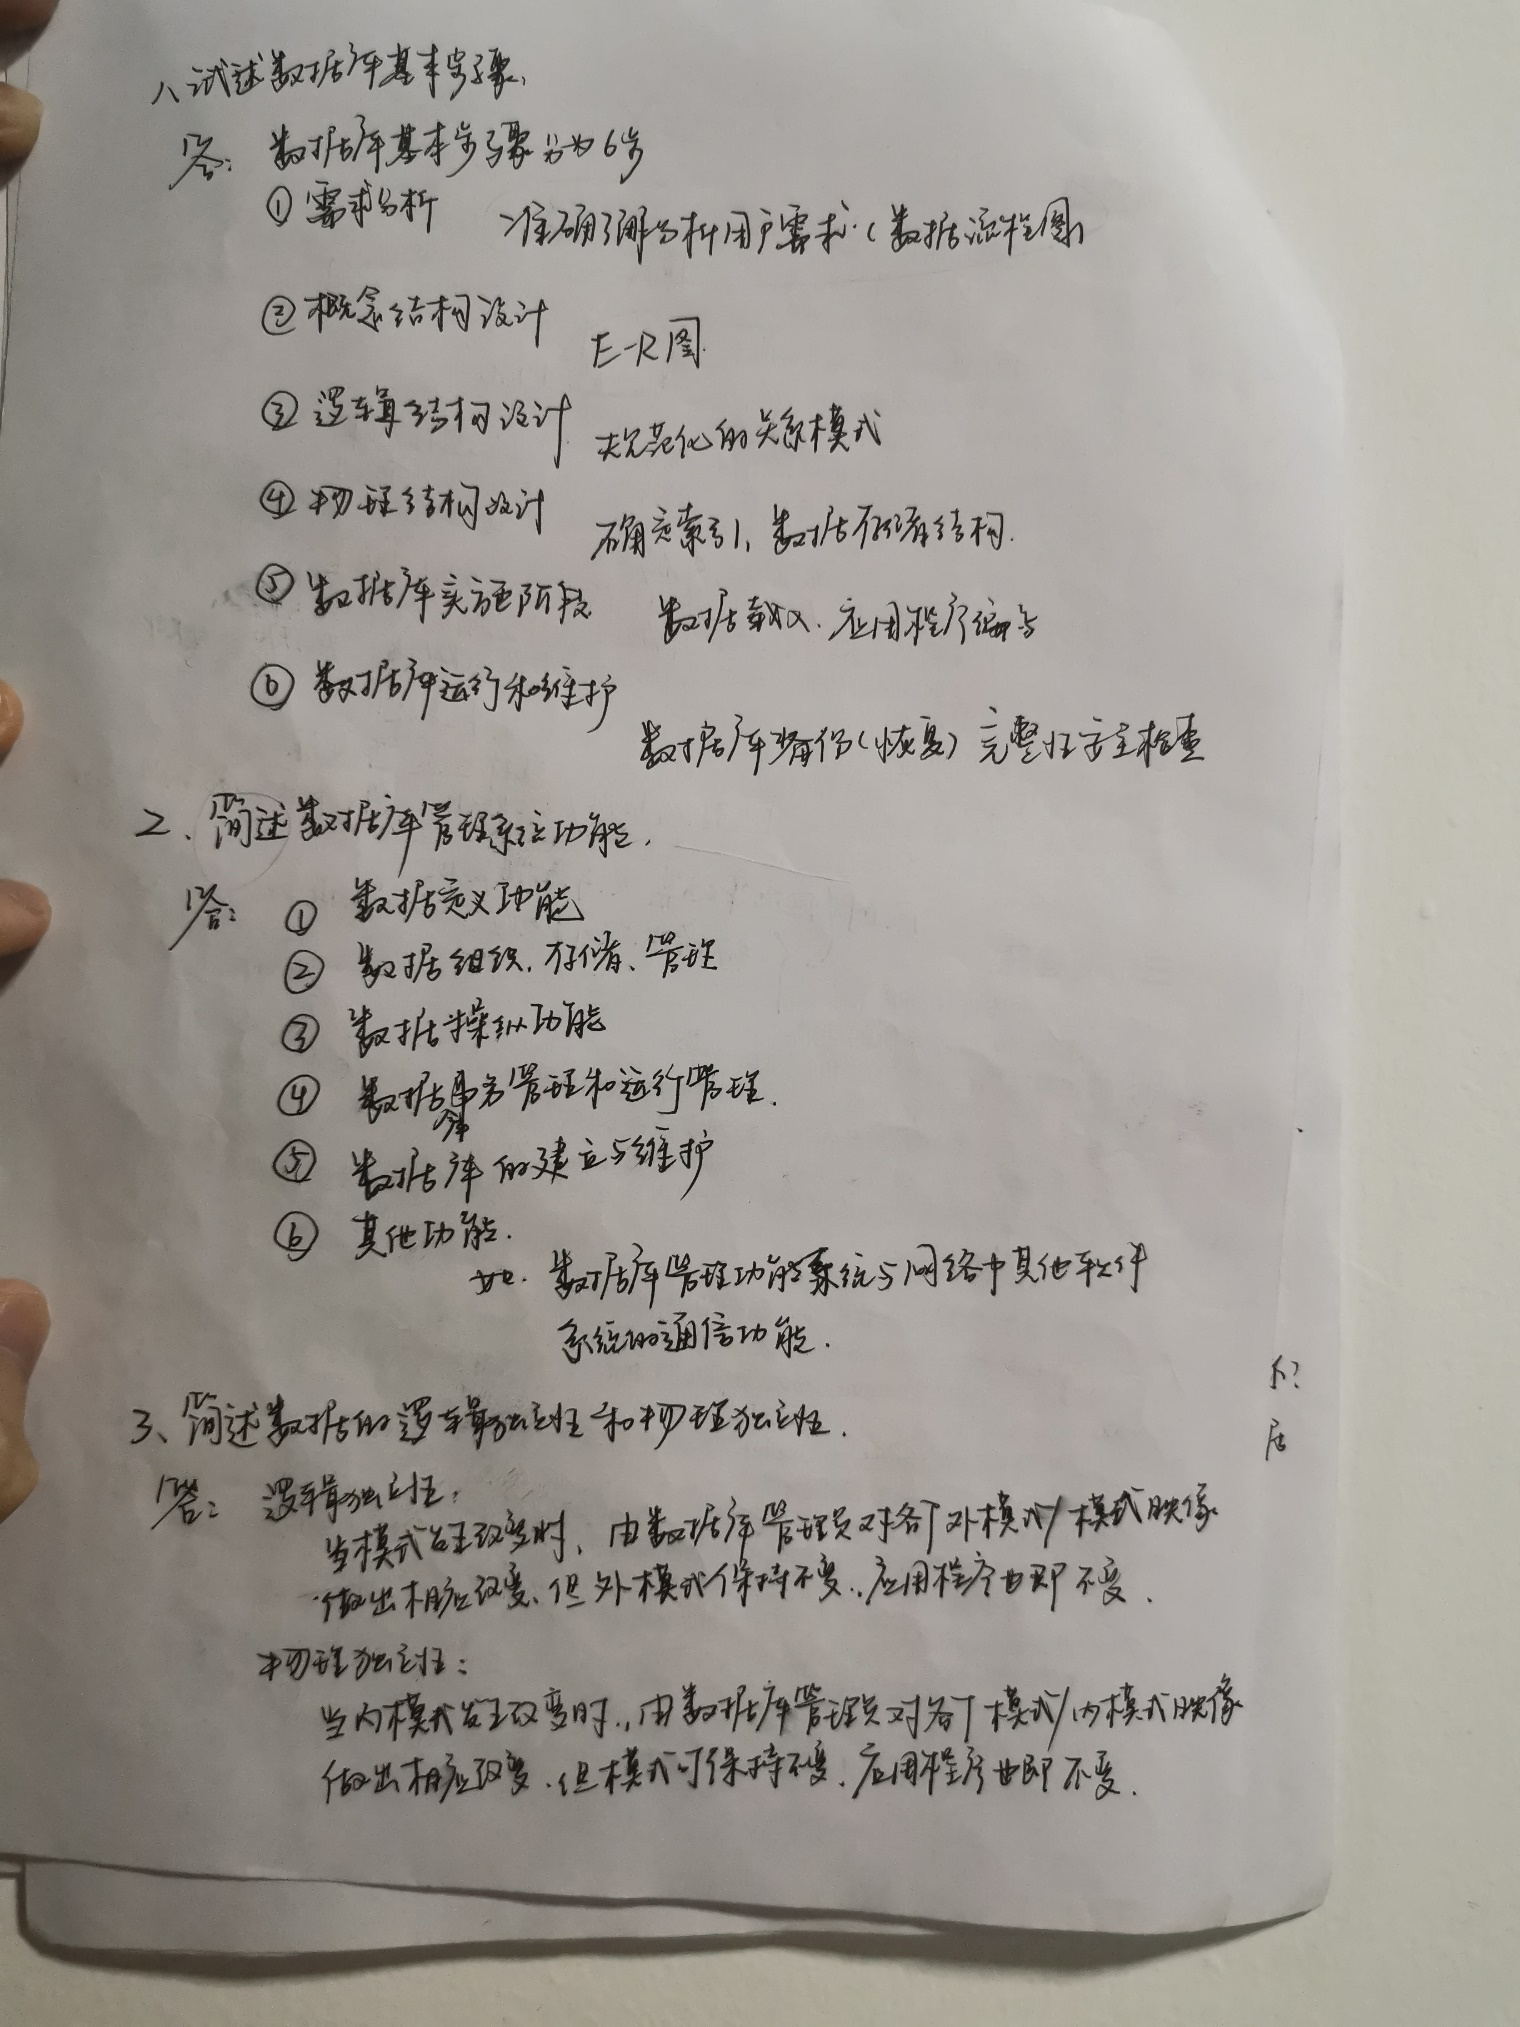 1、试述数据库基本步骤.
答: 数据库基本步骤分为6步
① 需求分析 准确了解分析用户需求(数据流程图)
② 概念结构设计 E-R图.
③ 逻辑结构设计 规范化的关系模式
④ 物理结构设计 确定索引、数据存储结构.
⑤ 数据库实施阶段 数据载入、应用程序编写
⑥ 数据库运行和维护
数据库备份(恢复) 完整性安全检查
2、简述数据库管理系统功能.
答: ① 数据定义功能
② 数据组织、存储、管理
③ 数据操纵功能
④ 数据事务管理和运行管理.
⑤ 数据库的建立与维护
⑥ 其他功能.
如. 数据库管理功能系统与网络中其他软件
系统的通信功能.
3、简述数据的逻辑独立性和物理独立性.
答: 逻辑独立性:
当模式发生改变时, 由数据库管理员对各个外模式/模式映像
做出相应改变、但外模式保持不变., 应用程序也即不变.
物理独立性:
当内模式发生改变时., 由数据库管理员对各个模式/内模式映像
做出相应改变、但模式可保持不变. 应用程序也即不变.